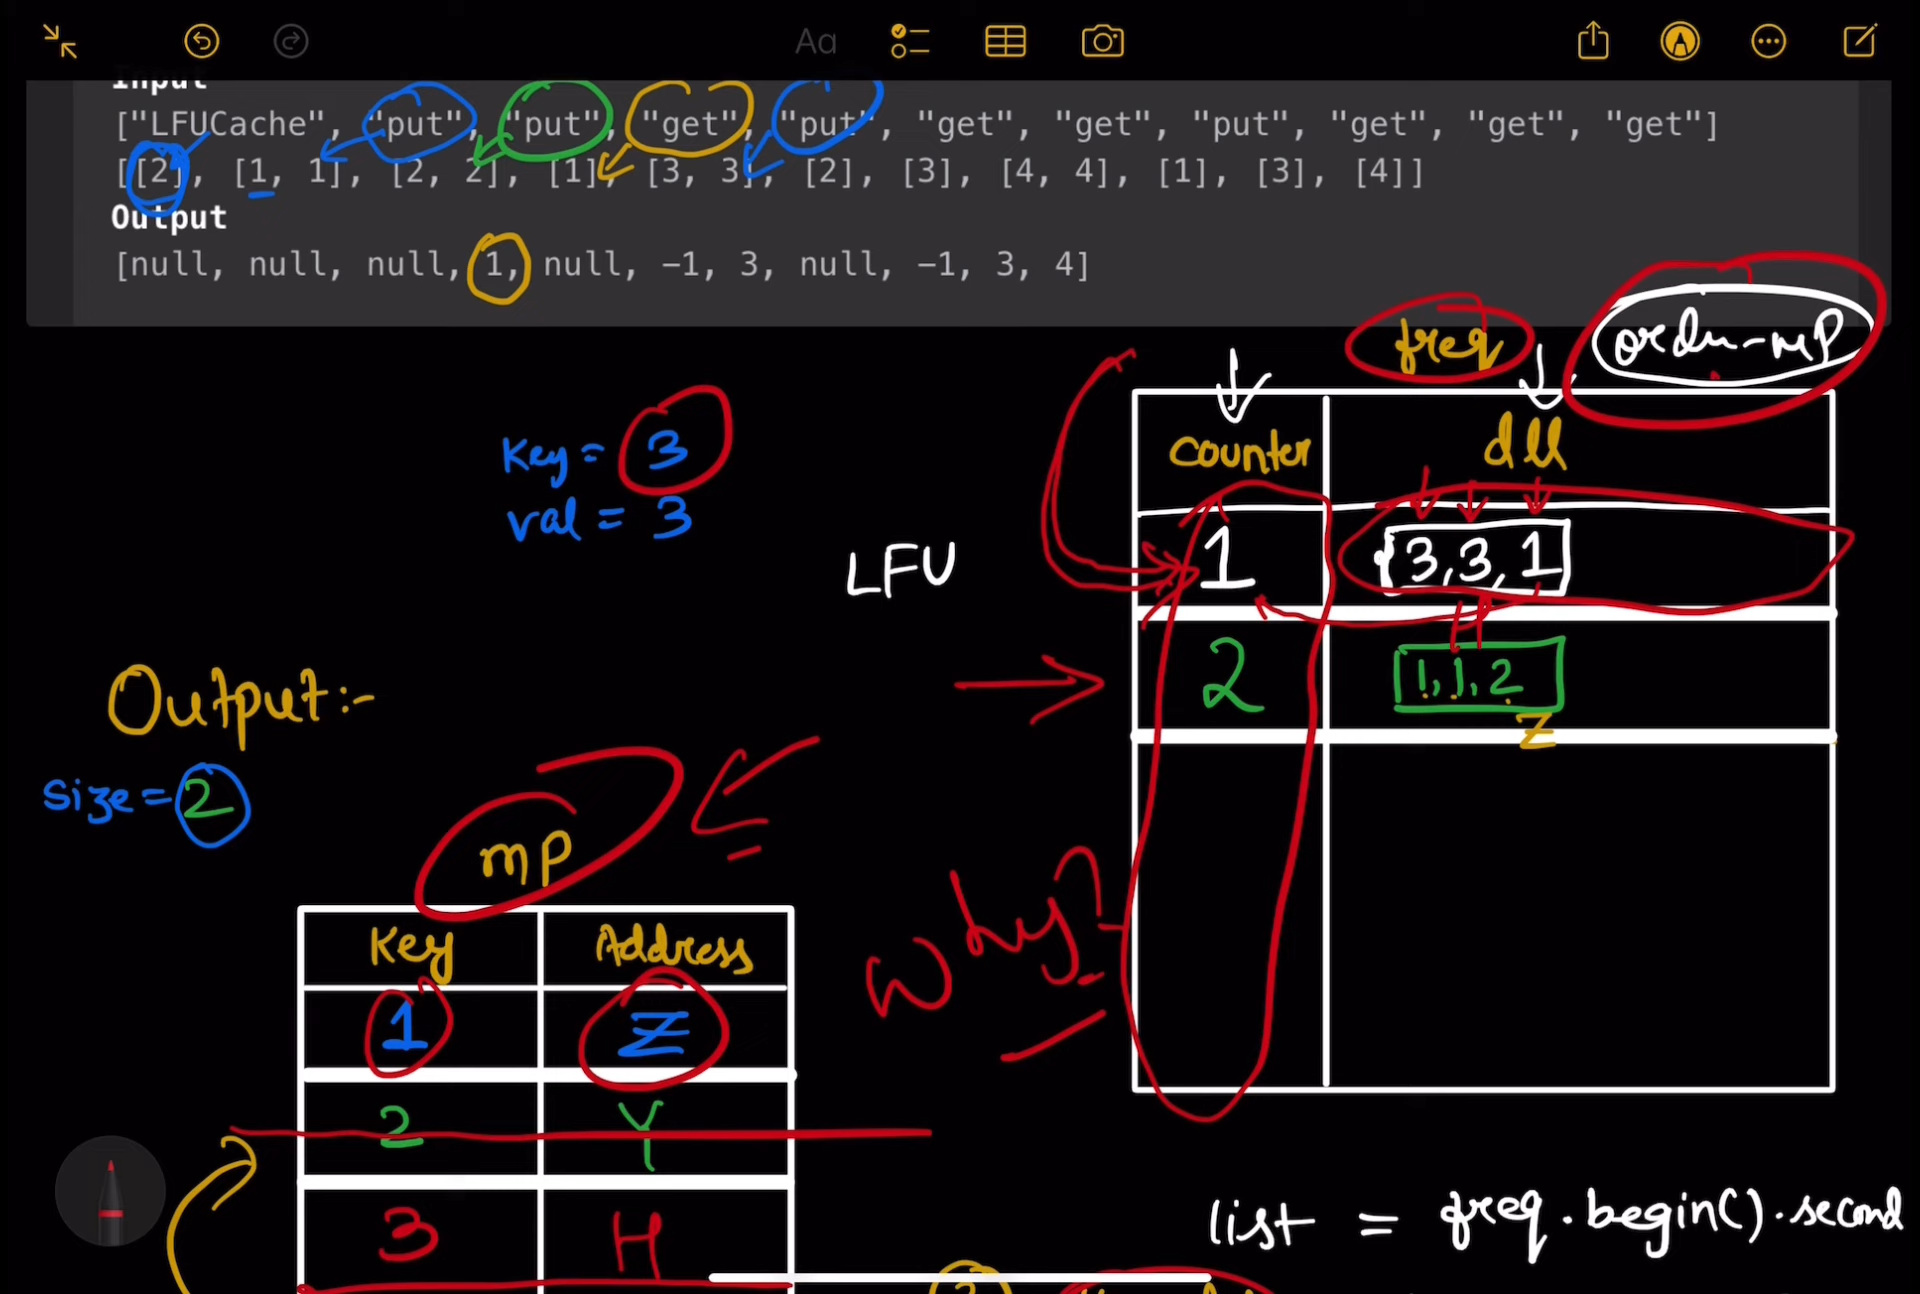 Input
["LFUCache", "put", "put", "get", "put", "get", "get", "put", "get", "get", "get"]
[[2], [1, 1], [2, 2], [1], [3, 3], [2], [3], [4, 4], [1], [3], [4]]
Output
[null, null, null, 1, null, -1, 3, null, -1, 3, 4]
Aa
freq
Key = 3
val = 3
LFU
counter dll
1 {3,3,1
2 1,1,2
Z
H
Output:-
size=2
mp
Key Address
1 Z
2 Y
3 H
Why?
list = freq.begin().second